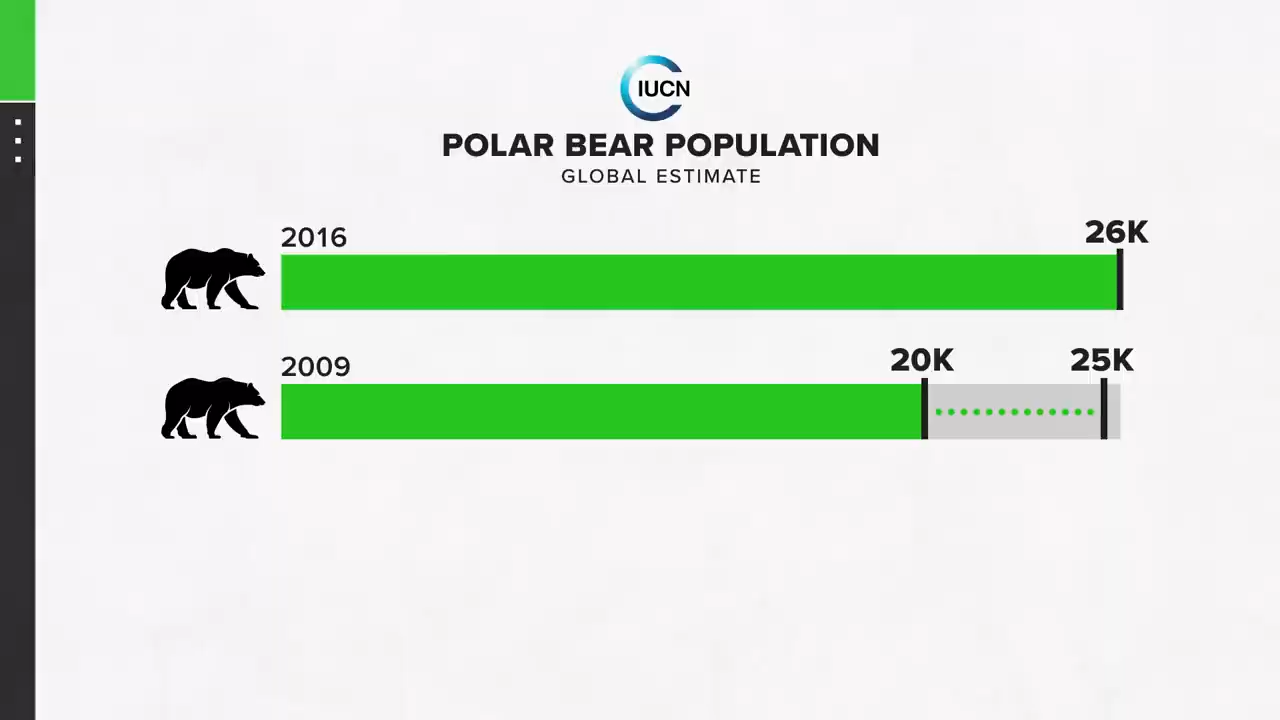 IUCN
POLAR BEAR POPULATION
GLOBAL ESTIMATE
2016
26K
2009
20K
25K